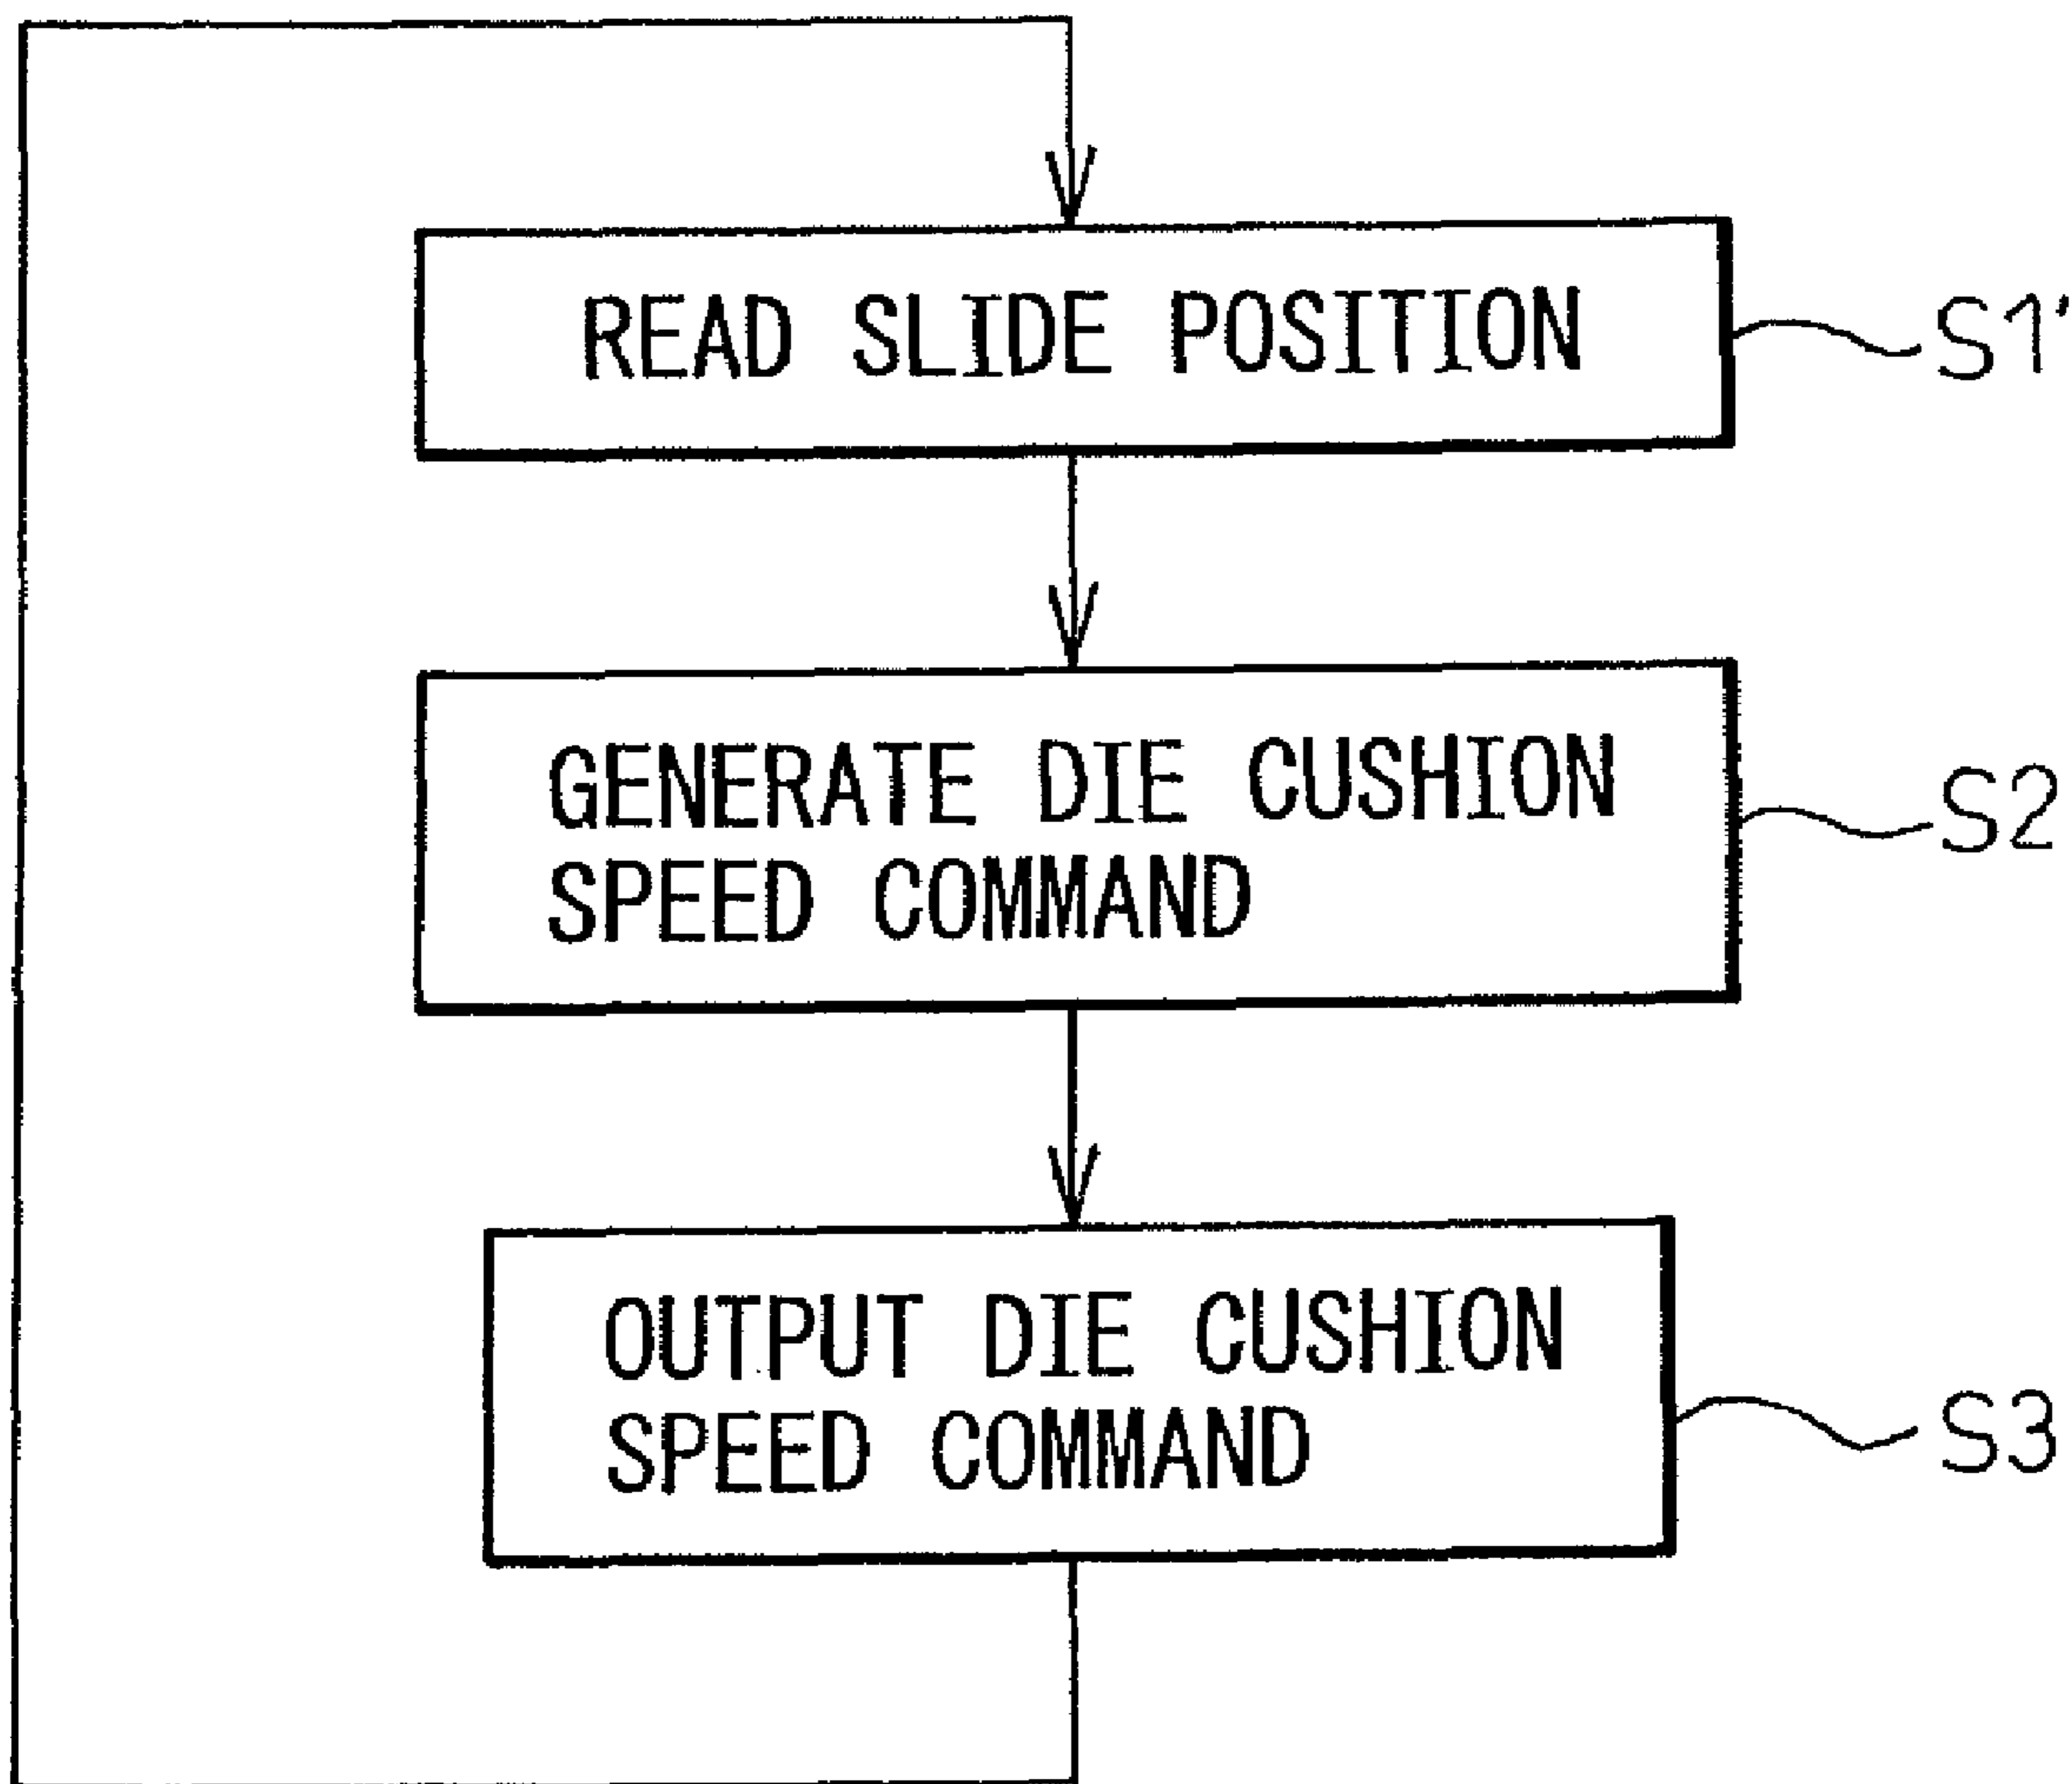 READ SLIDE POSITION
S1'
GENERATE DIE CUSHION
SPEED COMMAND
S2
OUTPUT DIE CUSHION
SPEED COMMAND
S3